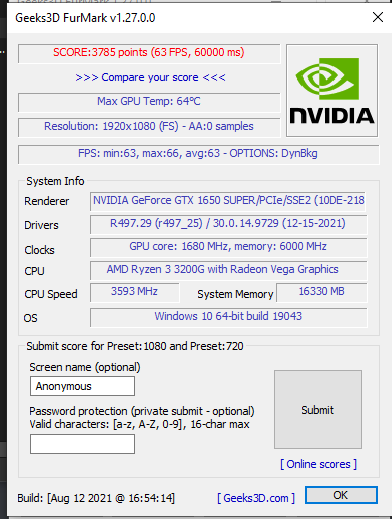 Geeks3D FurMark v1.27.0.0
SCORE:3785 points (63 FPS, 60000 ms)
>>> Compare your score <<<
Max GPU Temp: 64°C
Resolution: 1920x1080 (FS) - AA:0 samples
NVIDIA
FPS: min:63, max:66, avg:63 - OPTIONS: DynBkg
System Info
Renderer NVIDIA GeForce GTX 1650 SUPER/PCIe/SSE2 (10DE-218
Drivers R497.29 (r497_25) / 30.0.14.9729 (12-15-2021)
Clocks GPU core: 1680 MHz, memory: 6000 MHz
CPU AMD Ryzen 3 3200G with Radeon Vega Graphics
CPU Speed 3593 MHz System Memory 16330 MB
OS Windows 10 64-bit build 19043
Submit score for Preset:1080 and Preset:720
Screen name (optional)
Anonymous
Password protection (private submit - optional)
Valid characters: [a-z, A-Z, 0-9], 16-char max
Submit
[ Online scores ]
Build: [Aug 12 2021 @ 16:54:14] [ Geeks3D.com ] OK